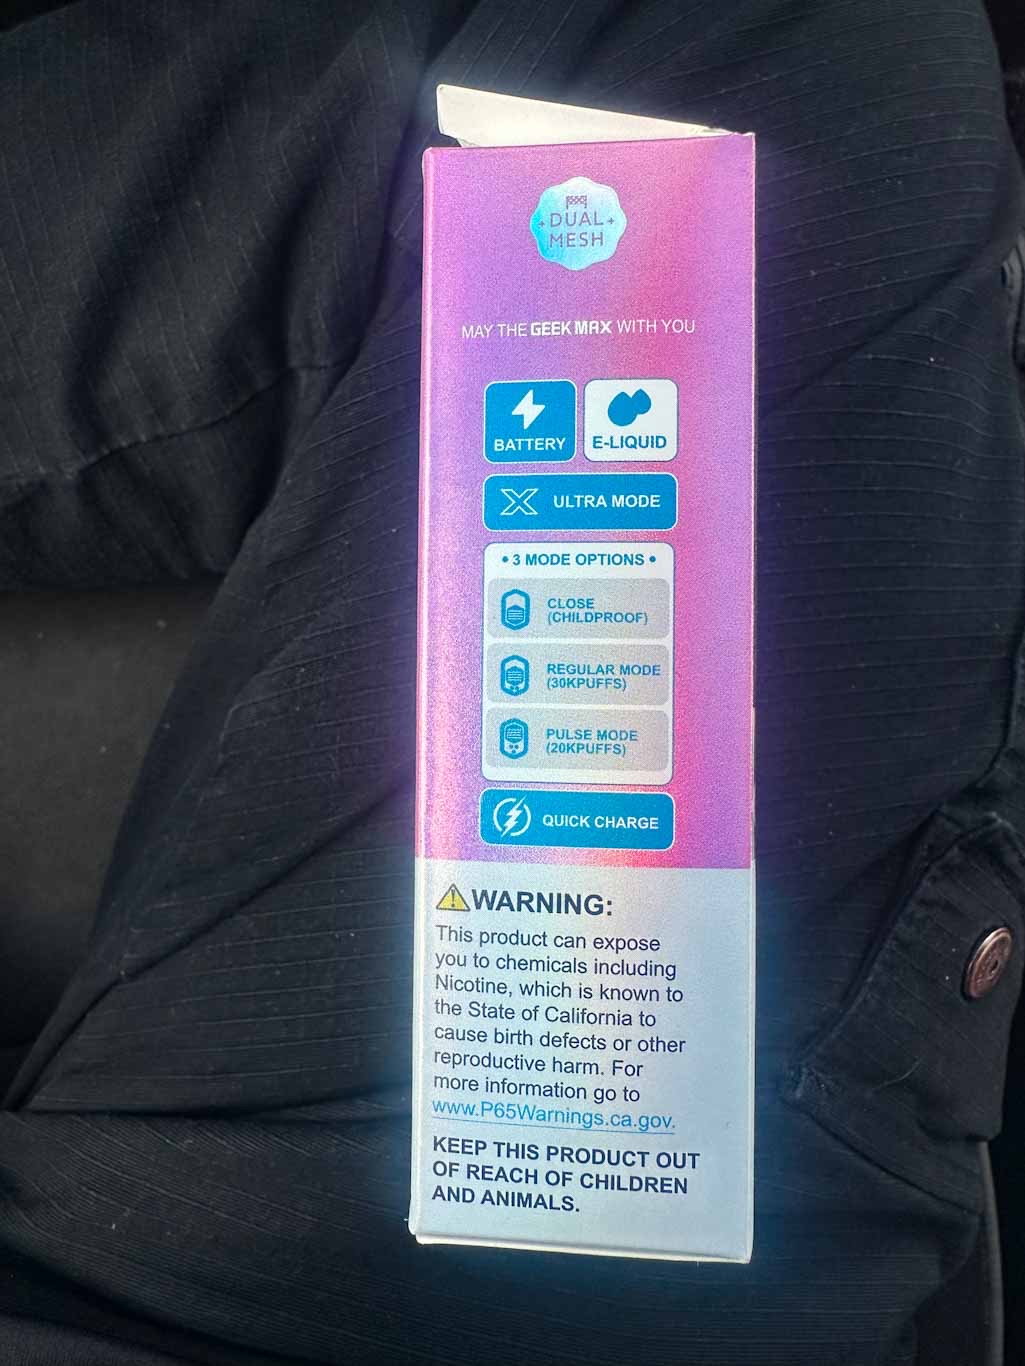 DUAL
MESH
MAY THE GEEK MAX WITH YOU
BATTERY
E-LIQUID
ULTRA MODE
• 3 MODE OPTIONS •
CLOSE
(CHILDPROOF)
REGULAR MODE
(30KPUFFS)
PULSE MODE
(20KPUFFS)
QUICK CHARGE
WARNING:
This product can expose
you to chemicals including
Nicotine, which is known to
the State of California to
cause birth defects or other
reproductive harm. For
more information go to
www.P65Warnings.ca.gov.
KEEP THIS PRODUCT OUT
OF REACH OF CHILDREN
AND ANIMALS.